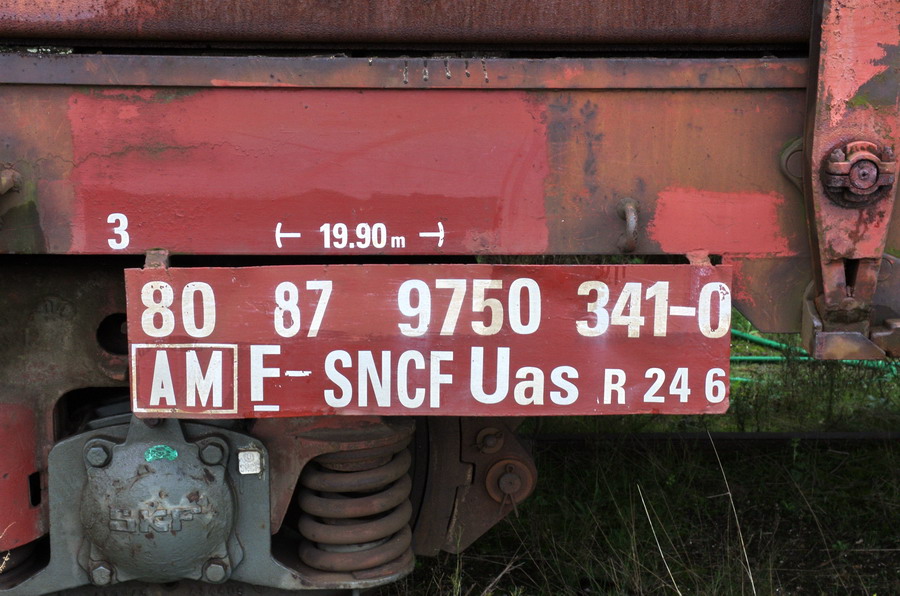 3 19.90 m
80 87 9750 341-0
AM F-SNCF Uas R 24 6
SKF